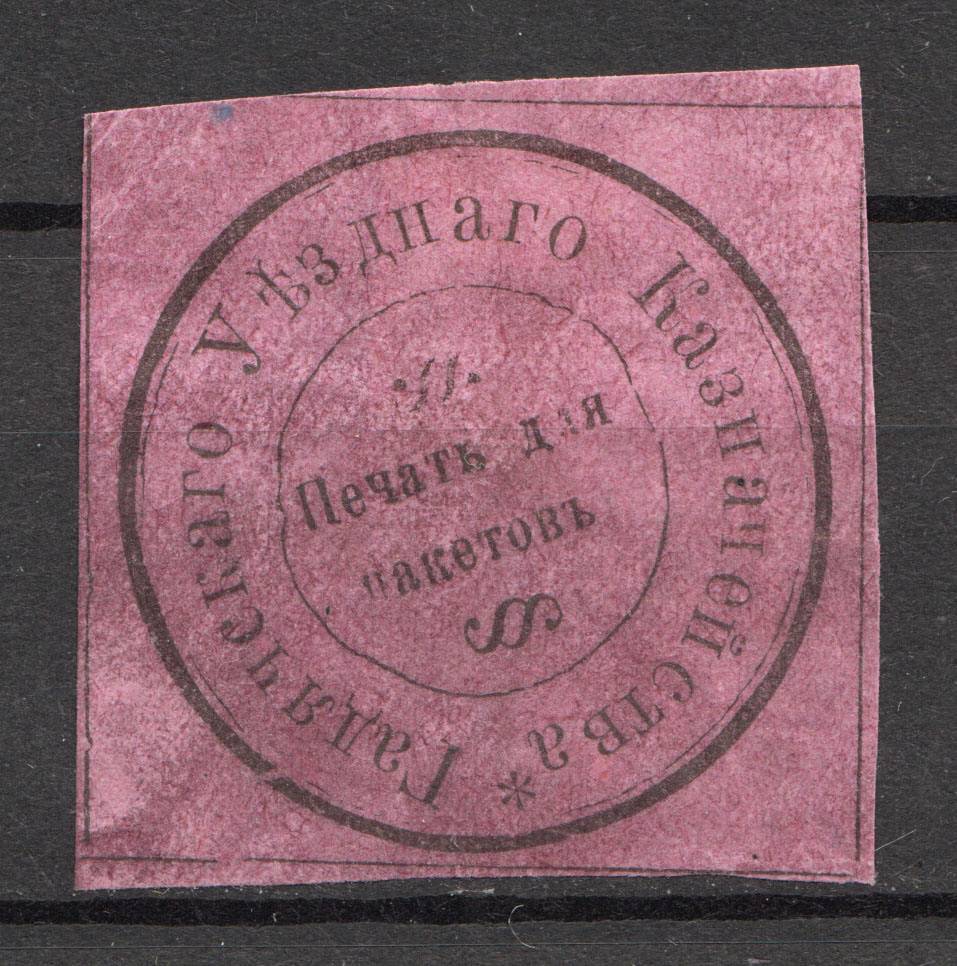 Гадячскаго Уѣзднаго Казначейства *
Печать для
пакетовъ